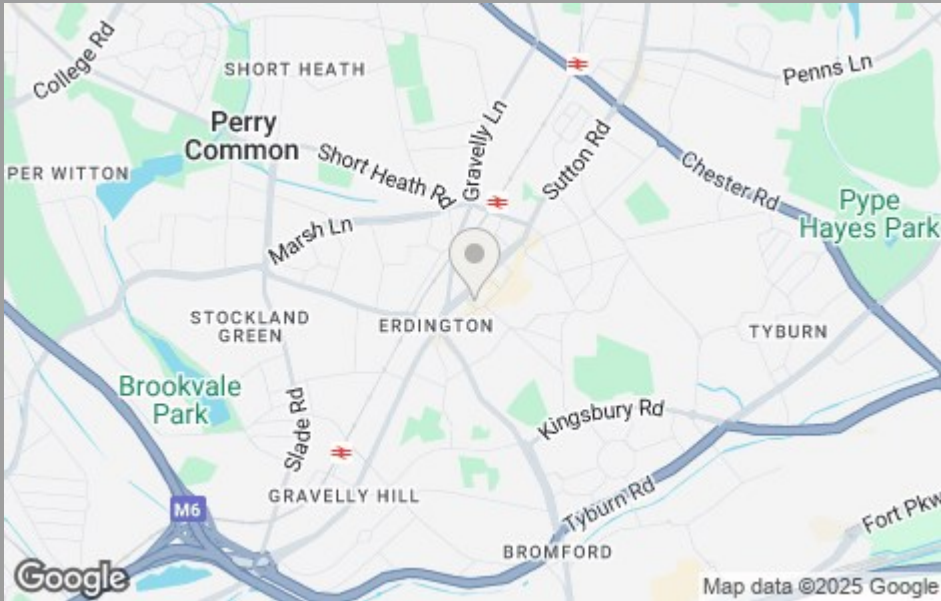 College Rd
SHORT HEATH
Penns Ln
Perry
Common
Gravelly Ln
Sutton Rd
Short Heath Rd
Chester Rd
PER WITTON
Pype
Hayes Park
Marsh Ln
STOCKLAND
GREEN
ERDINGTON
TYBURN
Brookvale
Park
Slade Rd
Kingsbury Rd
GRAVELLY HILL
M6
Tyburn Rd
Fort Pkw
BROMFORD
Google
Map data ©2025 Google